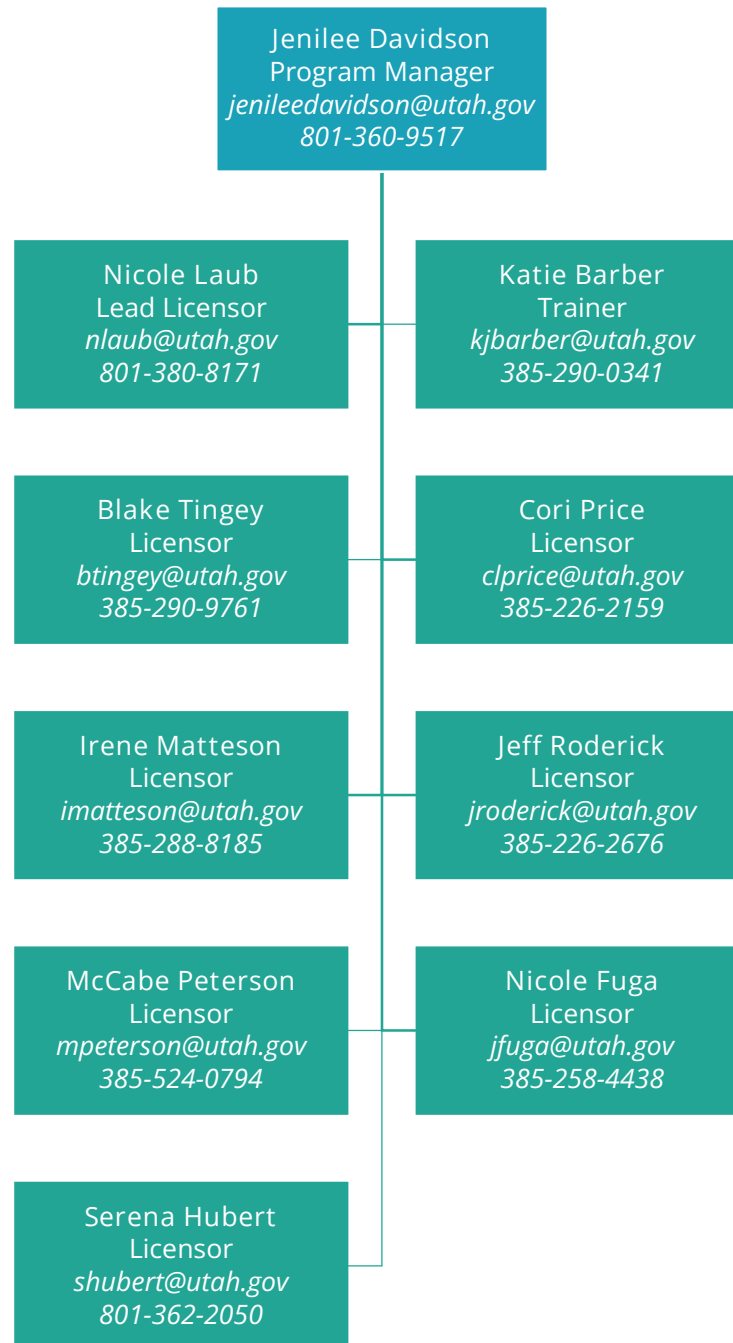 Jenilee Davidson
Program Manager
jenileedavidson@utah.gov
801-360-9517
Nicole Laub
Lead Licensor
nlaub@utah.gov
801-380-8171
Katie Barber
Trainer
kjbarber@utah.gov
385-290-0341
Blake Tingey
Licensor
btingey@utah.gov
385-290-9761
Cori Price
Licensor
clprice@utah.gov
385-226-2159
Irene Matteson
Licensor
imatteson@utah.gov
385-288-8185
Jeff Roderick
Licensor
jroderick@utah.gov
385-226-2676
McCabe Peterson
Licensor
mpeterson@utah.gov
385-524-0794
Nicole Fuga
Licensor
jfuga@utah.gov
385-258-4438
Serena Hubert
Licensor
shubert@utah.gov
801-362-2050